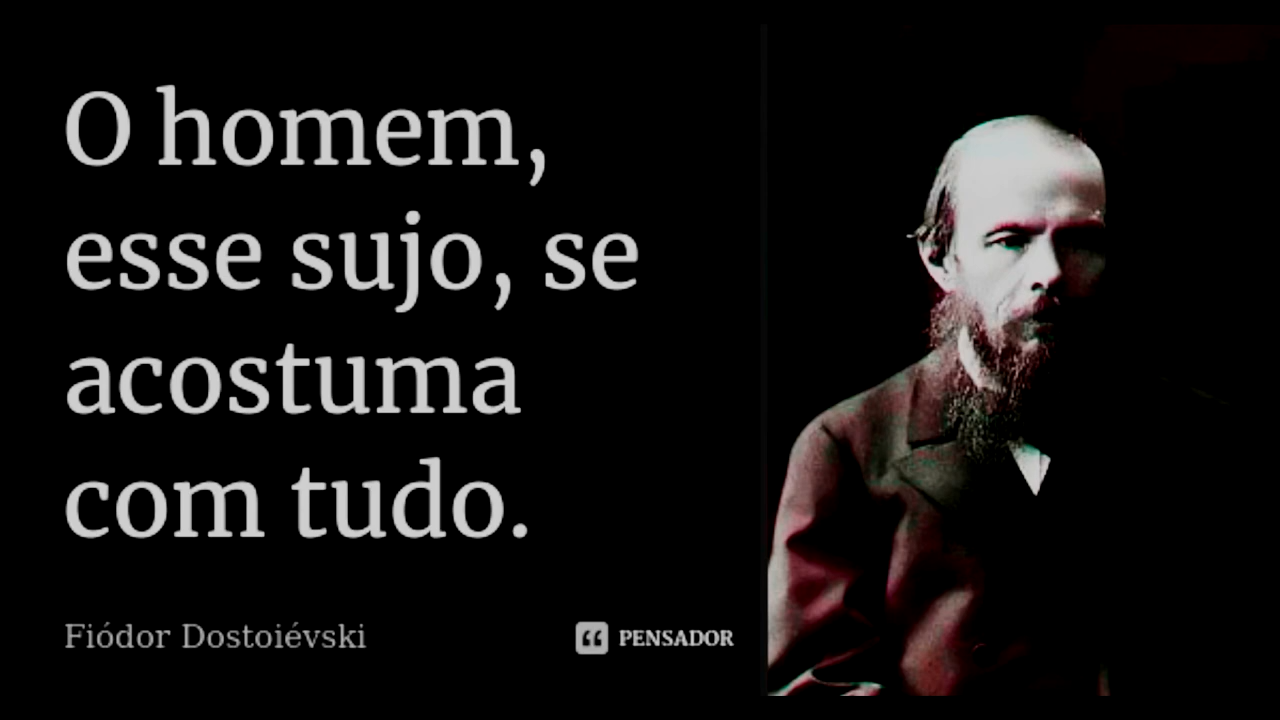 O homem,
esse sujo, se
acostuma
com tudo.
Fiódor Dostoiévski
PENSADOR